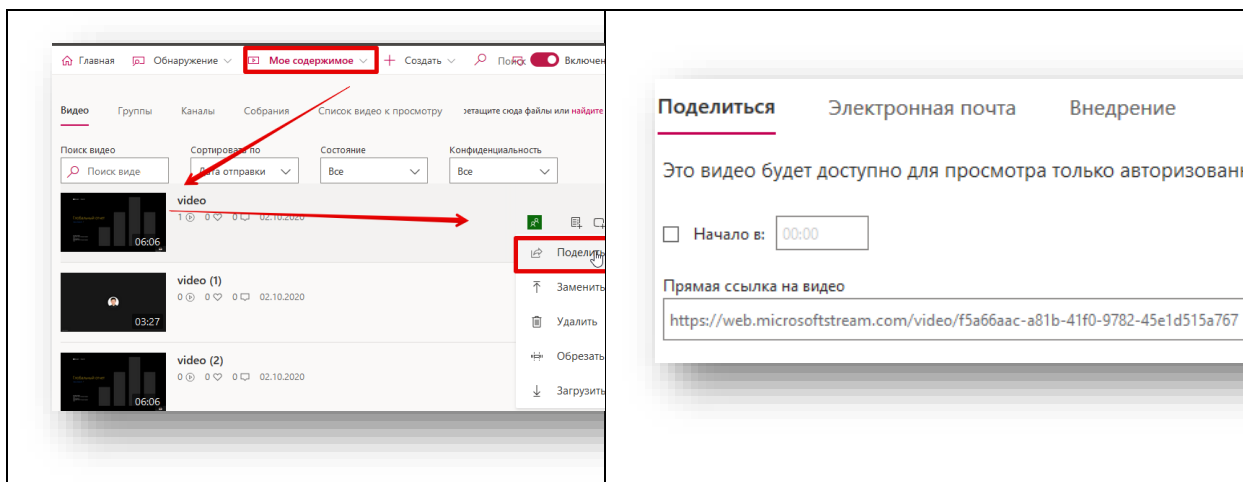 Главная Обнаружение Мое содержимое Создать Поиск Включен
Видео Группы Каналы Собрания Список видео к просмотру ретащите сюда файлы или найдите
Поиск видео Сортировать по Состояние Конфиденциальность
Поиск виде Дата отправки Все Все
video
1 0 0 02.10.2020
06:06
Поделить
video (1)
0 0 0 02.10.2020
03:27
Заменить
Удалить
video (2)
0 0 0 02.10.2020
06:06
Обрезать
Загрузить
Поделиться Электронная почта Внедрение
Это видео будет доступно для просмотра только авторизован
Начало в: 00:00
Прямая ссылка на видео
https://web.microsoftstream.com/video/f5a66aac-a81b-41f0-9782-45e1d515a767